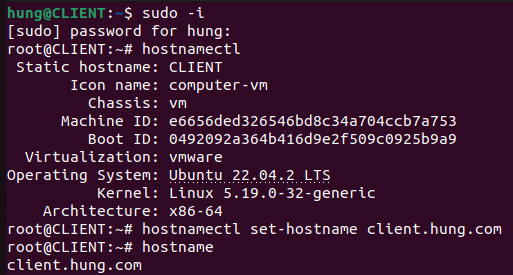 hung@CLIENT:~$ sudo -i
[sudo] password for hung:
root@CLIENT:~# hostnamectl
Static hostname: CLIENT
Icon name: computer-vm
Chassis: vm
Machine ID: e6656ded326546bd8c34a704ccb7a753
Boot ID: 0492092a364b416d9e2f509c0925b9a9
Virtualization: vmware
Operating System: Ubuntu 22.04.2 LTS
Kernel: Linux 5.19.0-32-generic
Architecture: x86-64
root@CLIENT:~# hostnamectl set-hostname client.hung.com
root@CLIENT:~# hostname
client.hung.com